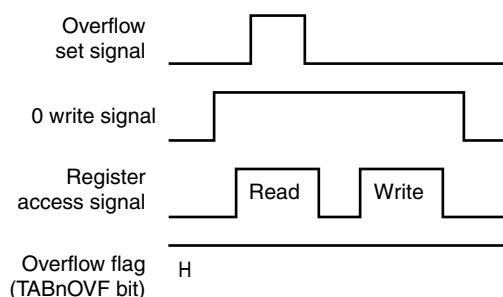 Overflow
set signal
0 write signal
Register
access signal
Read
Write
Overflow flag
(TABnOVF bit)
H